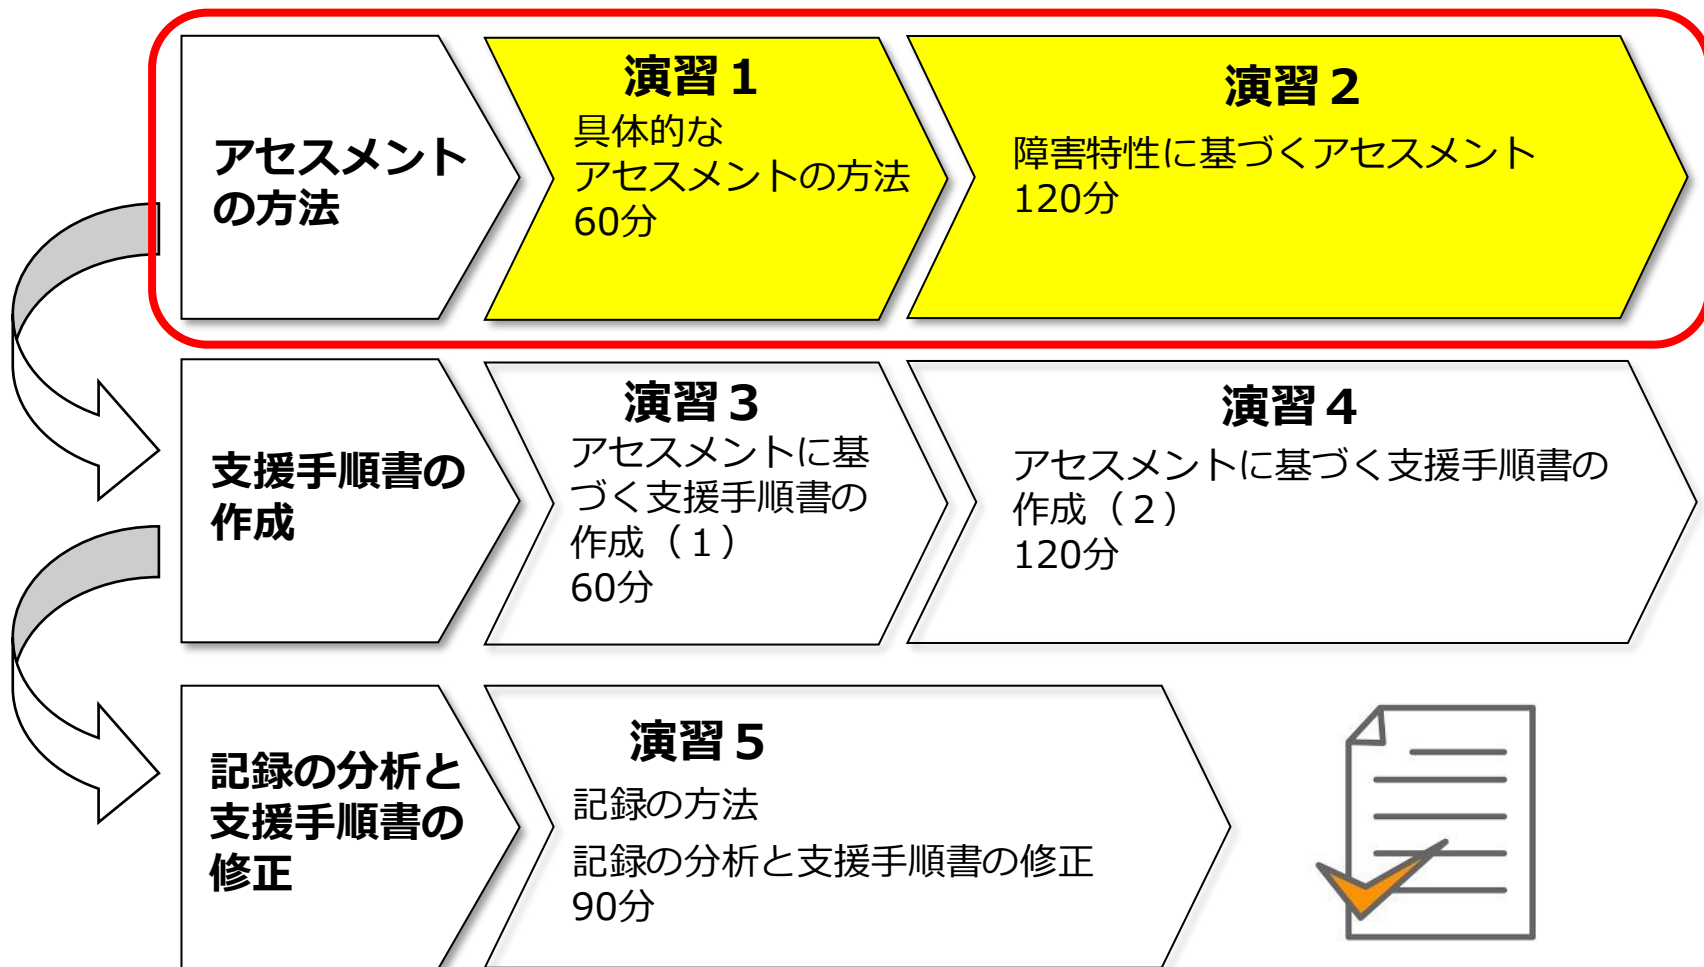 アセスメント
の方法
演習１
具体的な
アセスメントの方法
60分
演習２
障害特性に基づくアセスメント
120分
支援手順書の
作成
演習３
アセスメントに基
づく支援手順書の
作成（１）
60分
演習４
アセスメントに基づく支援手順書の
作成（２）
120分
記録の分析と
支援手順書の
修正
演習５
記録の方法
記録の分析と支援手順書の修正
90分